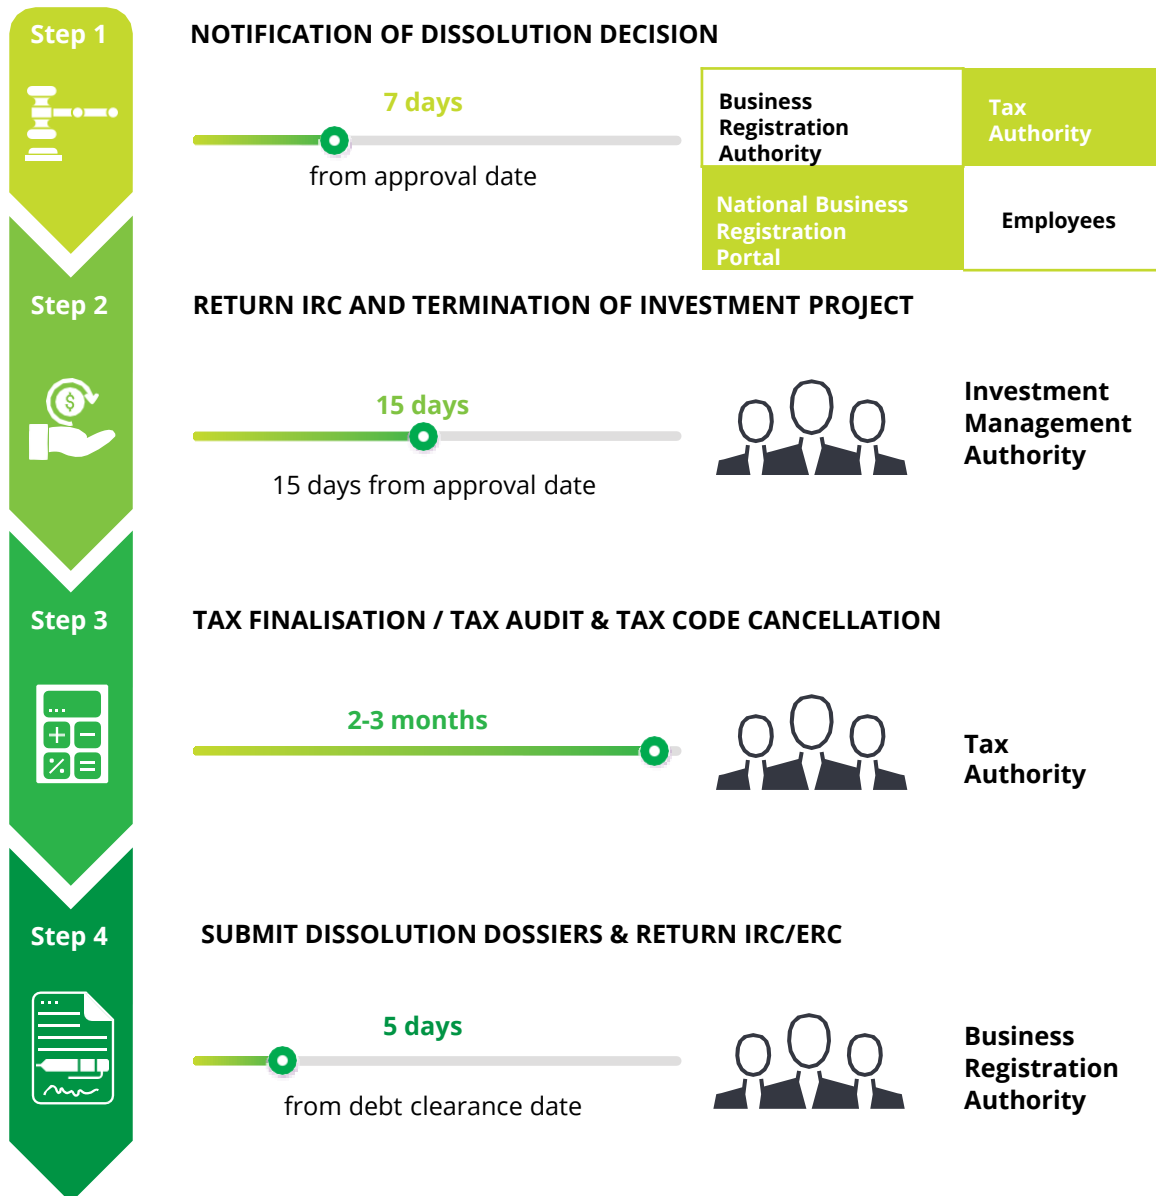 Step 1
NOTIFICATION OF DISSOLUTION DECISION
7 days
from approval date
Business
Registration
Authority
Tax
Authority
National Business
Registration
Portal
Employees
Step 2
RETURN IRC AND TERMINATION OF INVESTMENT PROJECT
15 days
15 days from approval date
Investment
Management
Authority
Step 3
TAX FINALISATION / TAX AUDIT & TAX CODE CANCELLATION
2-3 months
Tax
Authority
Step 4
SUBMIT DISSOLUTION DOSSIERS & RETURN IRC/ERC
5 days
from debt clearance date
Business
Registration
Authority